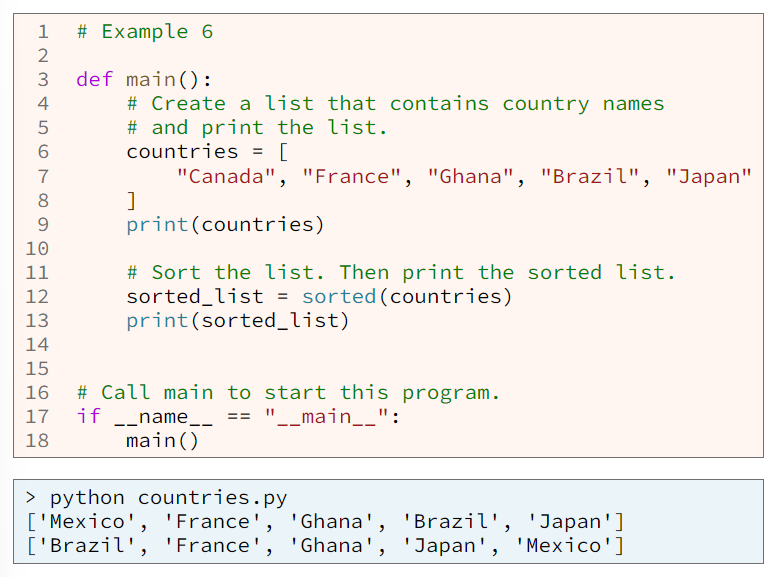 1 # Example 6
2
3 def main():
4     # Create a list that contains country names
5     # and print the list.
6     countries = [
7         "Canada", "France", "Ghana", "Brazil", "Japan"
8     ]
9     print(countries)
10
11     # Sort the list. Then print the sorted list.
12     sorted_list = sorted(countries)
13     print(sorted_list)
14
15
16 # Call main to start this program.
17 if __name__ == "__main__":
18     main()
> python countries.py
['Mexico', 'France', 'Ghana', 'Brazil', 'Japan']
['Brazil', 'France', 'Ghana', 'Japan', 'Mexico']